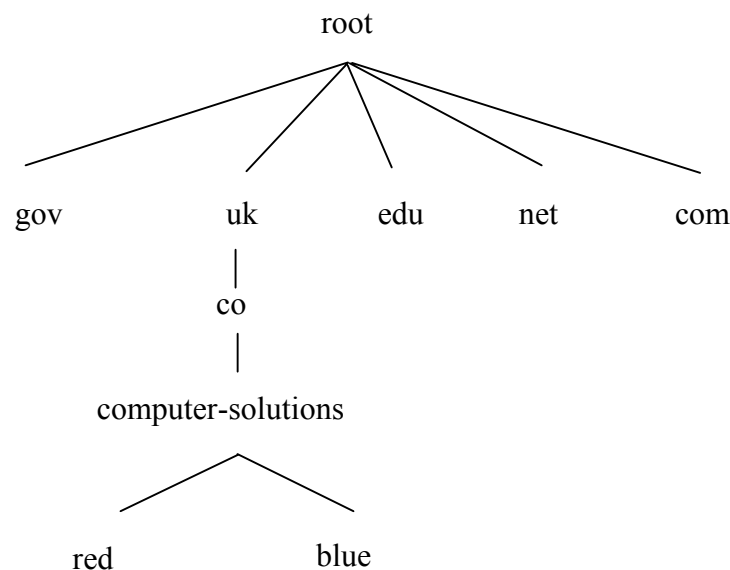 root
gov uk edu net com
co
computer-solutions
red blue